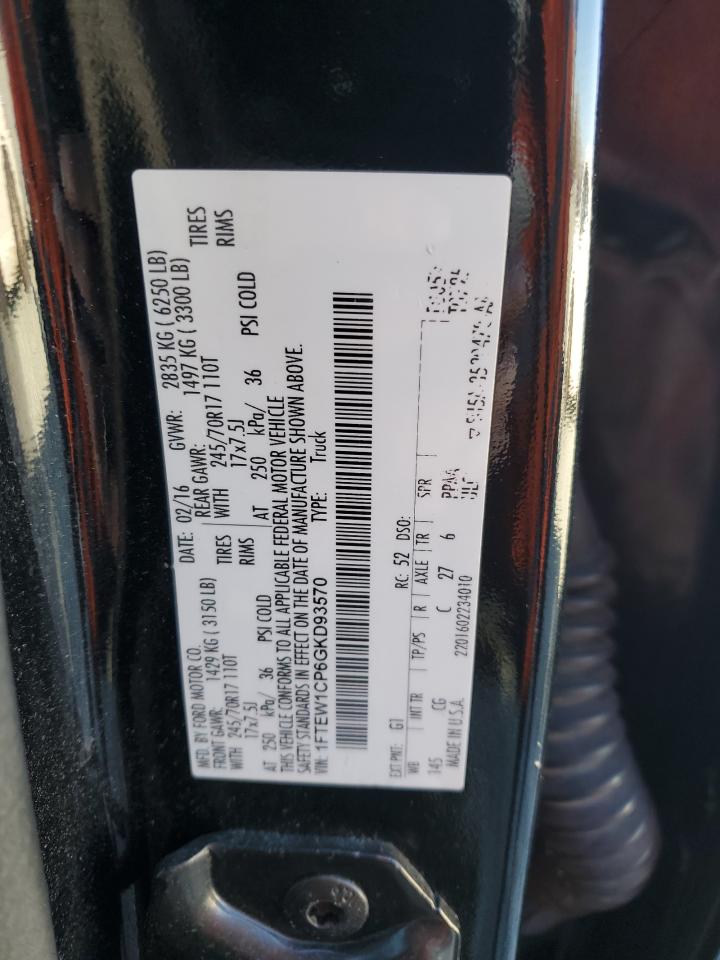 MFD. BY FORD MOTOR CO.
DATE: 02/16 GVWR: 2835 KG ( 6250 LB)
FRONT GAWR: 1429 KG ( 3150 LB)
REAR GAWR: 1497 KG ( 3300 LB)
WITH 245/70R17 110T TIRES
WITH 245/70R17 110T TIRES
17x7.5J RIMS
17x7.5J RIMS
AT 250 kPa/ 36 PSI COLD
AT 250 kPa/ 36 PSI COLD
THIS VEHICLE CONFORMS TO ALL APPLICABLE FEDERAL MOTOR VEHICLE
SAFETY STANDARDS IN EFFECT ON THE DATE OF MANUFACTURE SHOWN ABOVE.
VIN: 1FTEW1CP6GKD93570
TYPE: Truck
EXT PNT: G1 RC: 52 DSO:
WB INT TR TP/PS R AXLE TR SPR
145 CG C 27 6 PPAA
MADE IN U.S.A. 2201602234010